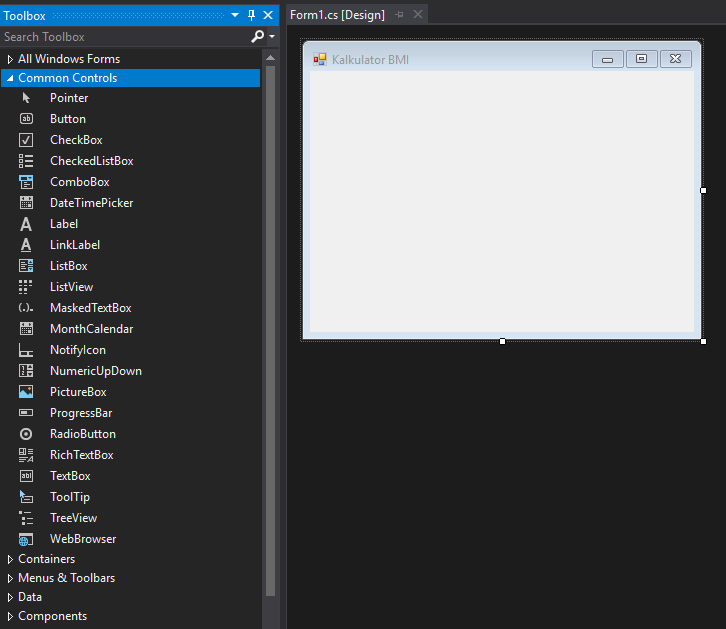 Toolbox
Search Toolbox
All Windows Forms
Common Controls
Pointer
Button
CheckBox
CheckedListBox
ComboBox
DateTimePicker
Label
LinkLabel
ListBox
ListView
MaskedTextBox
MonthCalendar
NotifyIcon
NumericUpDown
PictureBox
ProgressBar
RadioButton
RichTextBox
TextBox
ToolTip
TreeView
WebBrowser
Containers
Menus & Toolbars
Data
Components
Form1.cs [Design]
Kalkulator BMI